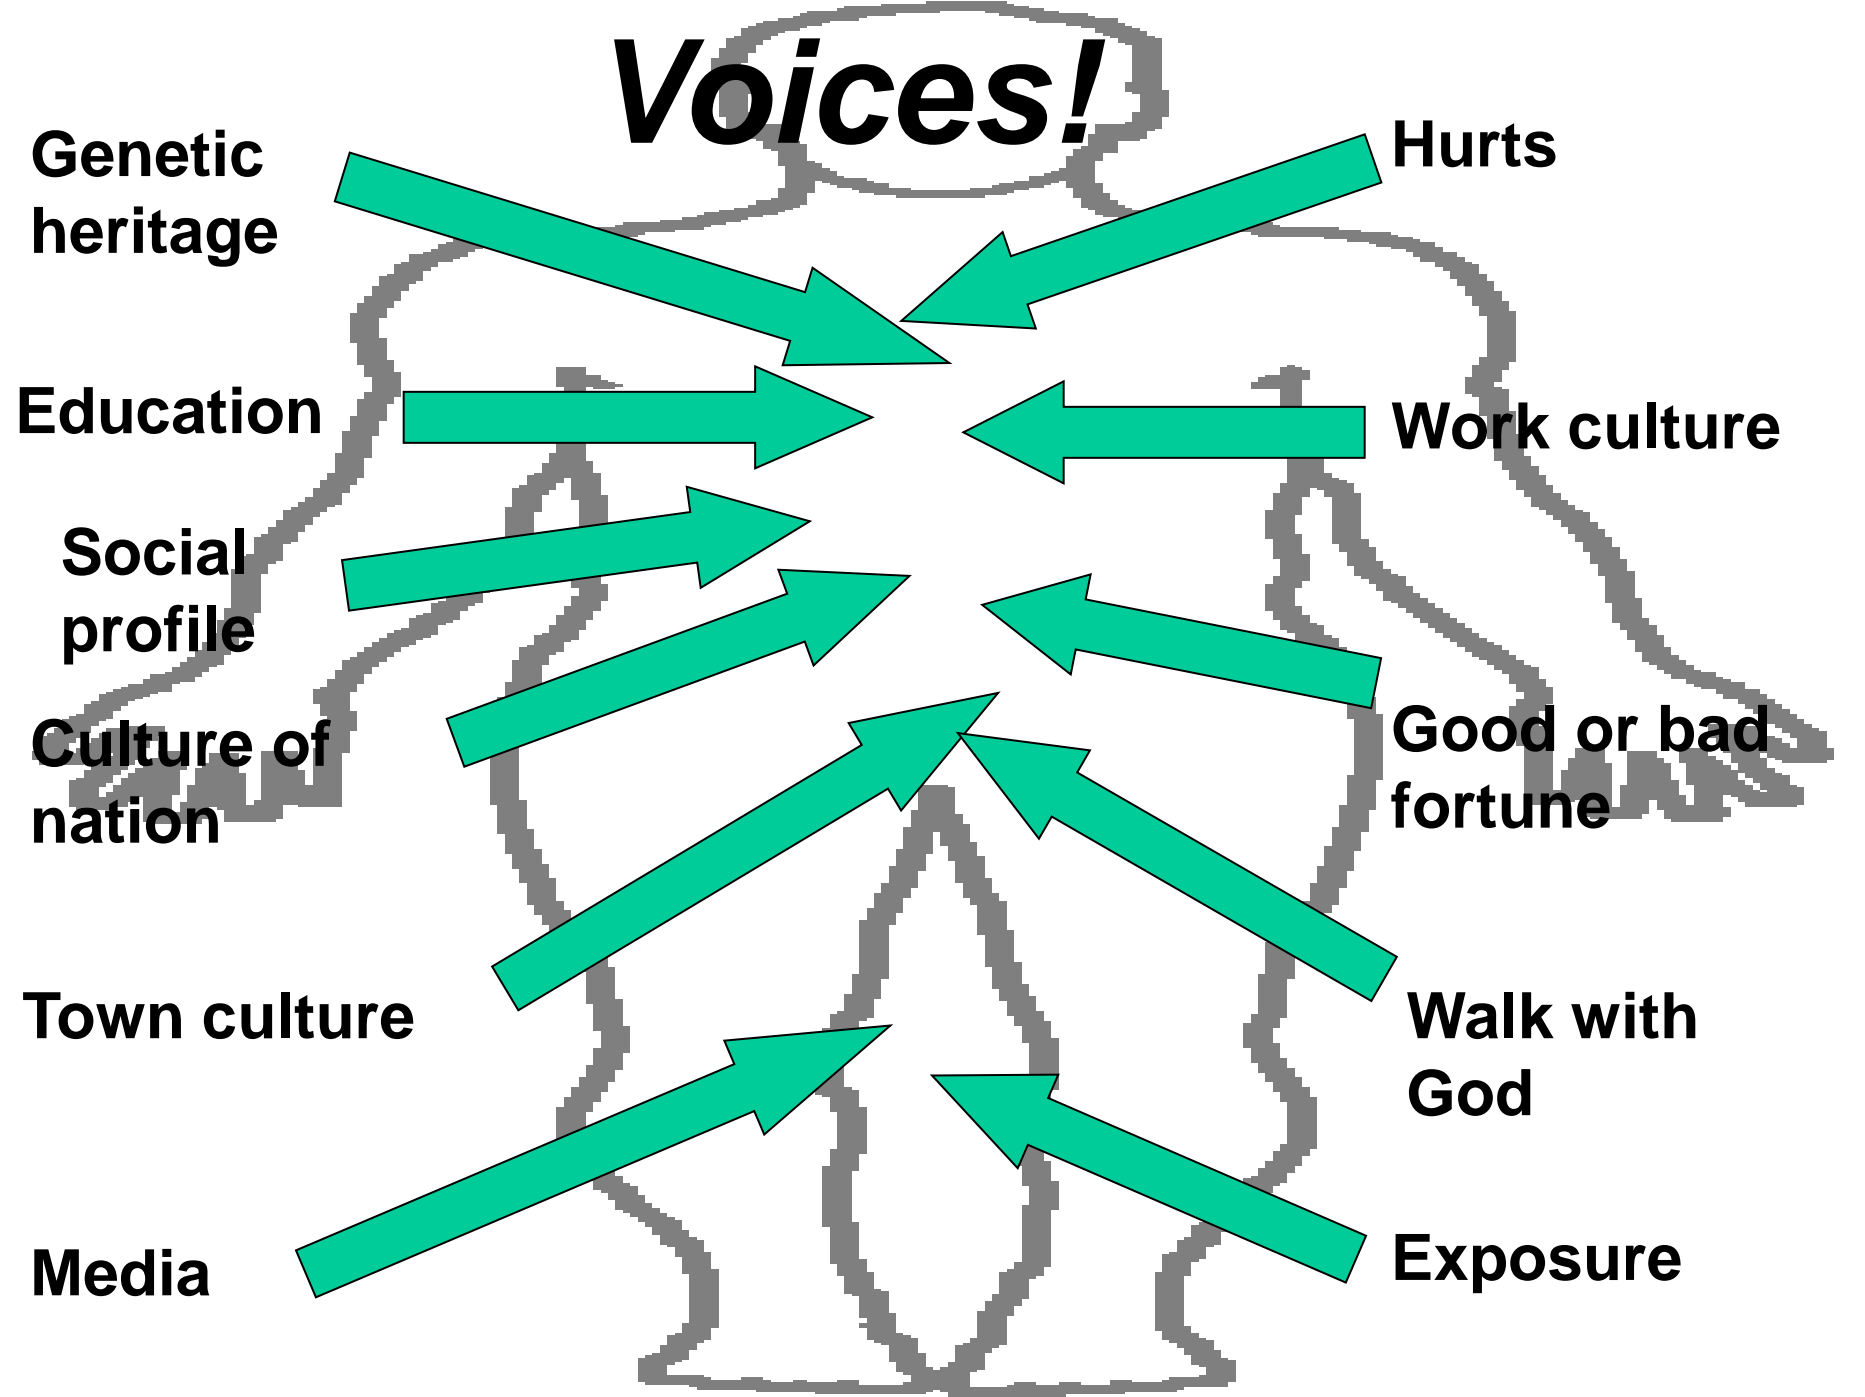 Voices!
Genetic
heritage
Education
Social
profile
Culture of
nation
Town culture
Media
Hurts
Work culture
Good or bad
fortune
Walk with
God
Exposure